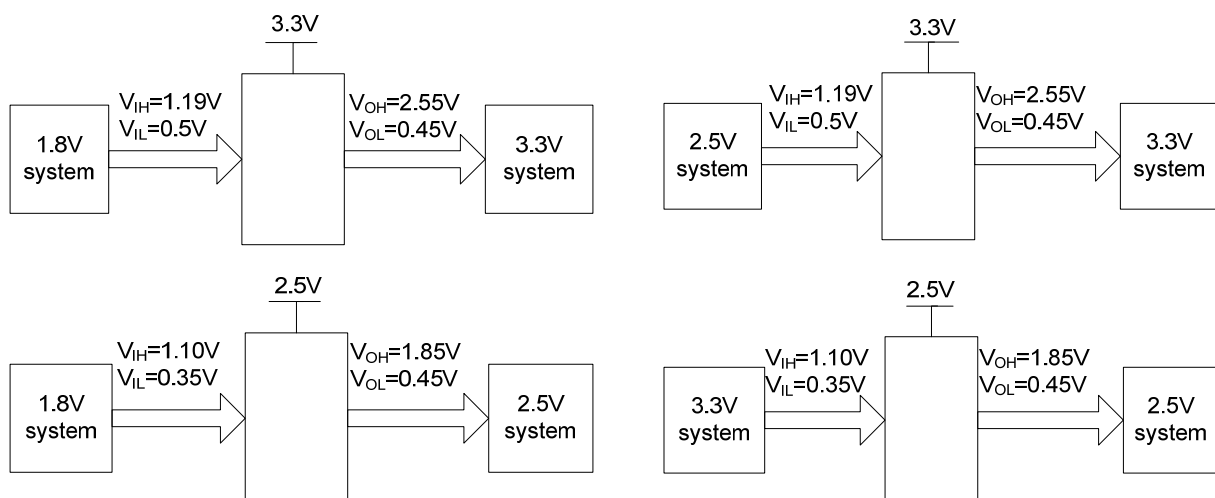 3.3V
V_IH=1.19V
V_IL=0.5V
V_OH=2.55V
V_OL=0.45V
1.8V
system
3.3V
system
3.3V
V_IH=1.19V
V_IL=0.5V
V_OH=2.55V
V_OL=0.45V
2.5V
system
3.3V
system
2.5V
V_IH=1.10V
V_IL=0.35V
V_OH=1.85V
V_OL=0.45V
1.8V
system
2.5V
system
2.5V
V_IH=1.10V
V_IL=0.35V
V_OH=1.85V
V_OL=0.45V
3.3V
system
2.5V
system